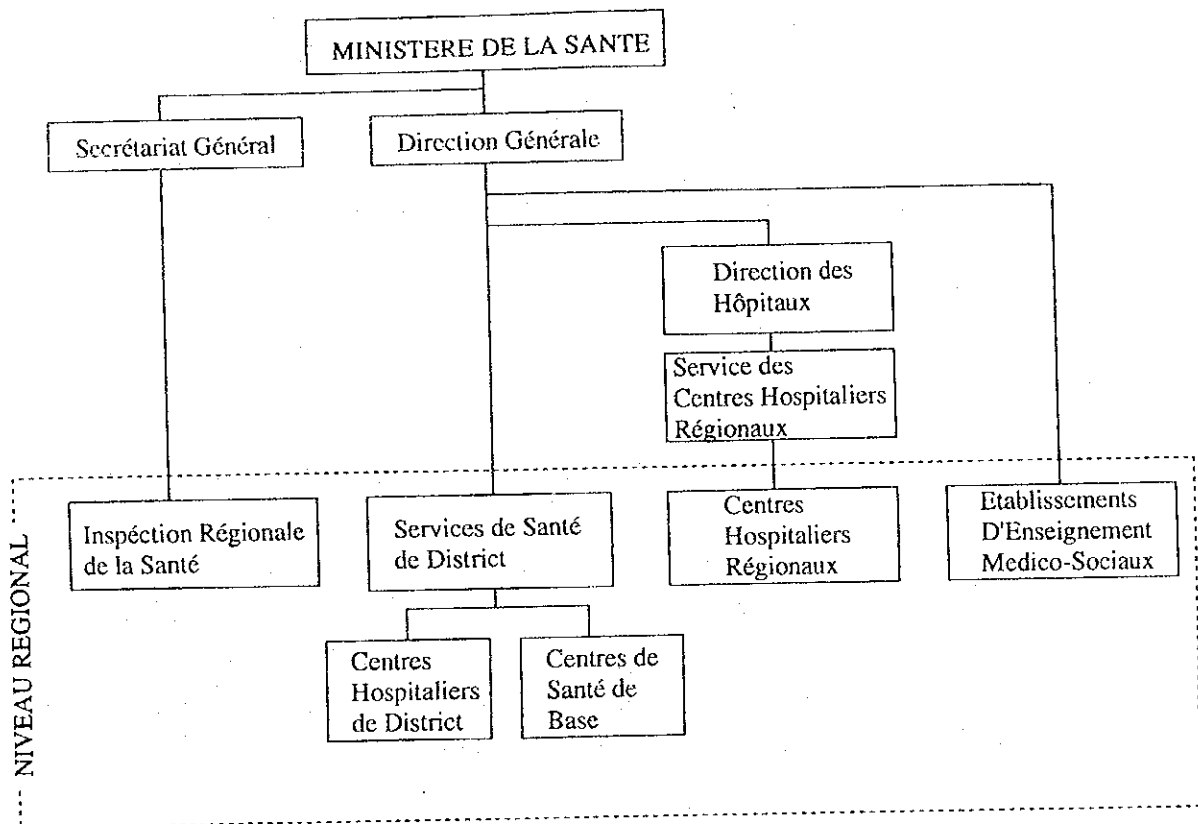 MINISTERE DE LA SANTE
Secrétariat Général
Direction Générale
Direction des
Hôpitaux
Service des
Centres Hospitaliers
Régionaux
NIVEAU REGIONAL
Inspéction Régionale
de la Santé
Services de Santé
de District
Centres
Hospitaliers
Régionaux
Etablissements
D'Enseignement
Medico-Sociaux
Centres
Hospitaliers
de District
Centres de
Santé de
Base